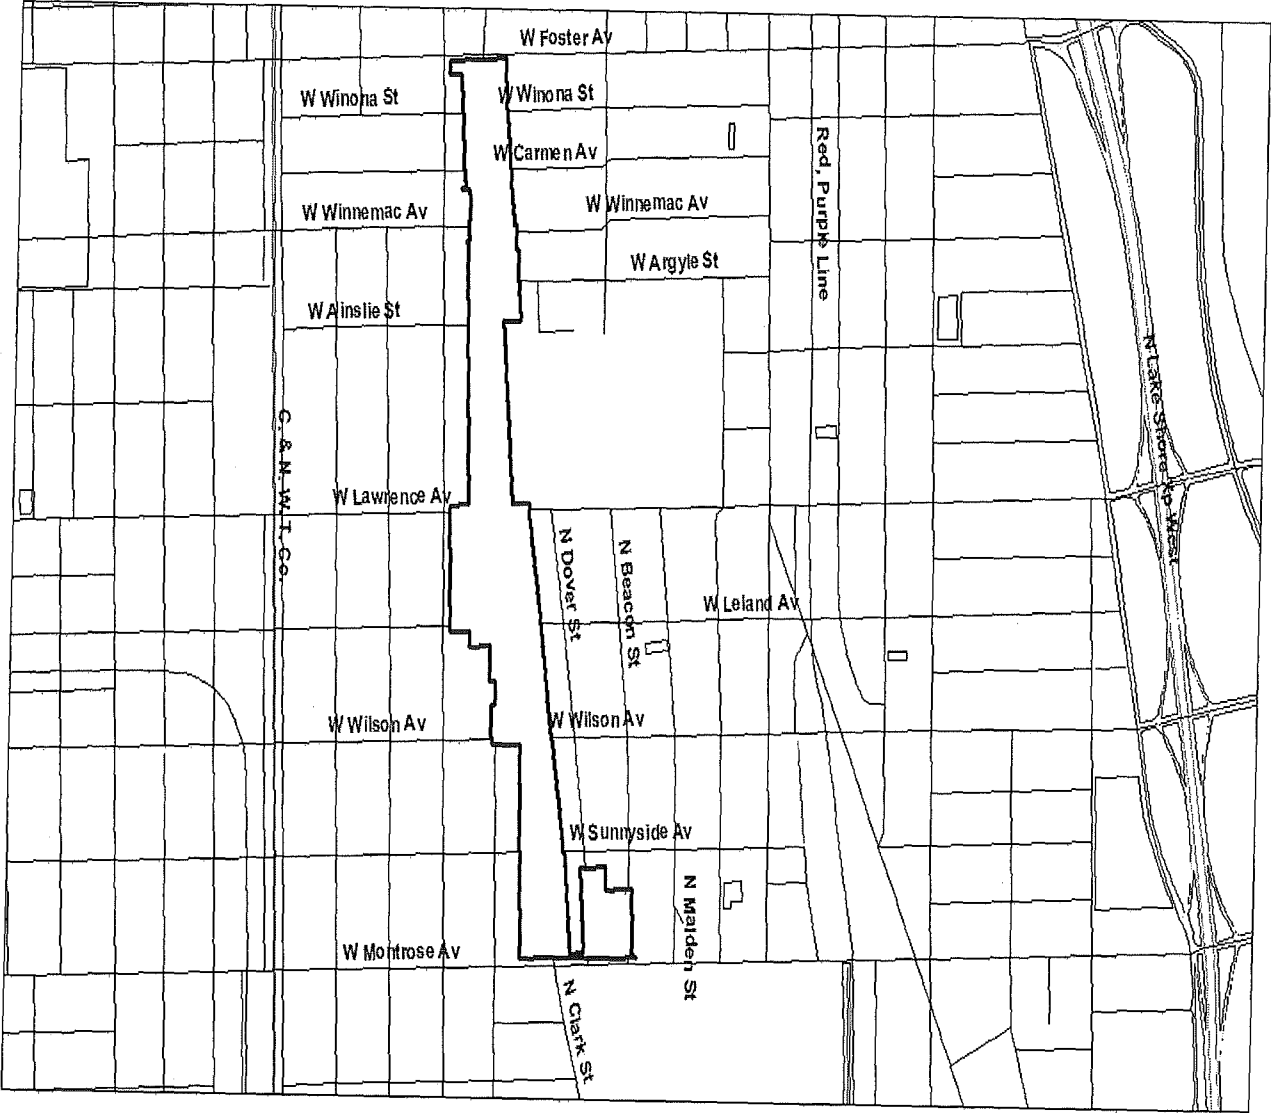 W Foster Av
W Winona St
W Winona St
W Carmen Av
W Winnemac Av
W Winnemac Av
W Argyle St
W Ainslie St
Red, Purple Line
N Lake Shore Xp West
C. & N. W. T. Co.
W Lawrence Av
N Dover St
N Beacon St
W Leland Av
W Wilson Av
W Wilson Av
W Sunnyside Av
N Malden St
W Montrose Av
N Clark St